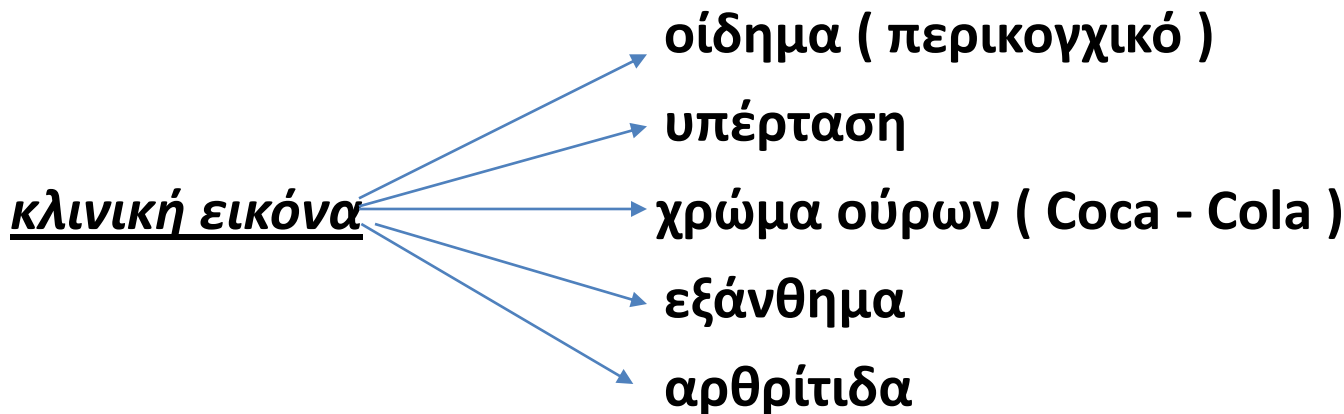 οίδημα ( περικογχικό )
υπέρταση
κλινική εικόνα
χρώμα ούρων ( Coca - Cola )
εξάνθημα
αρθρίτιδα